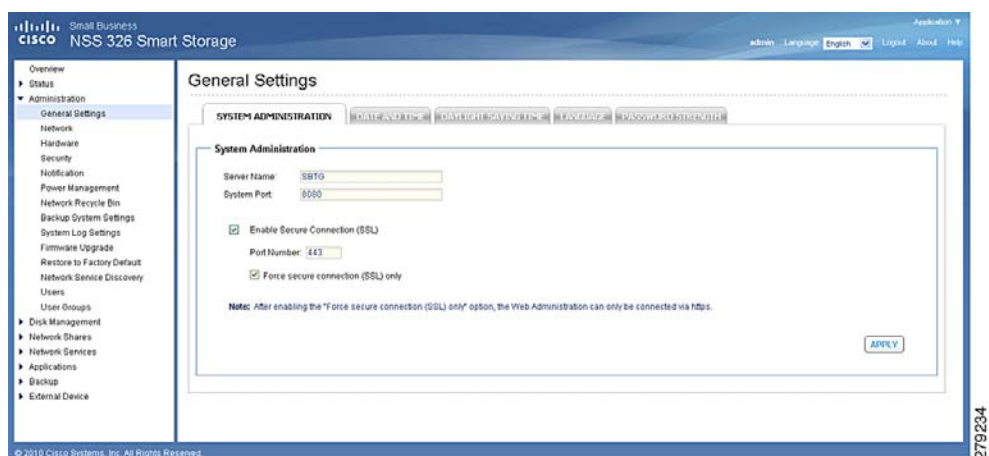 Small Business
CISCO NSS 326 Smart Storage
Application ▼
admin Language English Logout About Help
Overview
Status
Administration
General Settings
Network
Hardware
Security
Notification
Power Management
Network Recycle Bin
Backup System Settings
System Log Settings
Firmware Upgrade
Restore to Factory Default
Network Service Discovery
Users
User Groups
Disk Management
Network Shares
Network Services
Applications
Backup
External Device
General Settings
SYSTEM ADMINISTRATION DATE AND TIME DAYLIGHT SAVING TIME LANGUAGE PASSWORD STRENGTH
System Administration
Server Name: SBTG
System Port: 8080
Enable Secure Connection (SSL)
Port Number: 443
Force secure connection (SSL) only
Note: After enabling the "Force secure connection (SSL) only" option, the Web Administration can only be connected via https.
APPLY
© 2010 Cisco Systems, Inc. All Rights Reserved.
279234